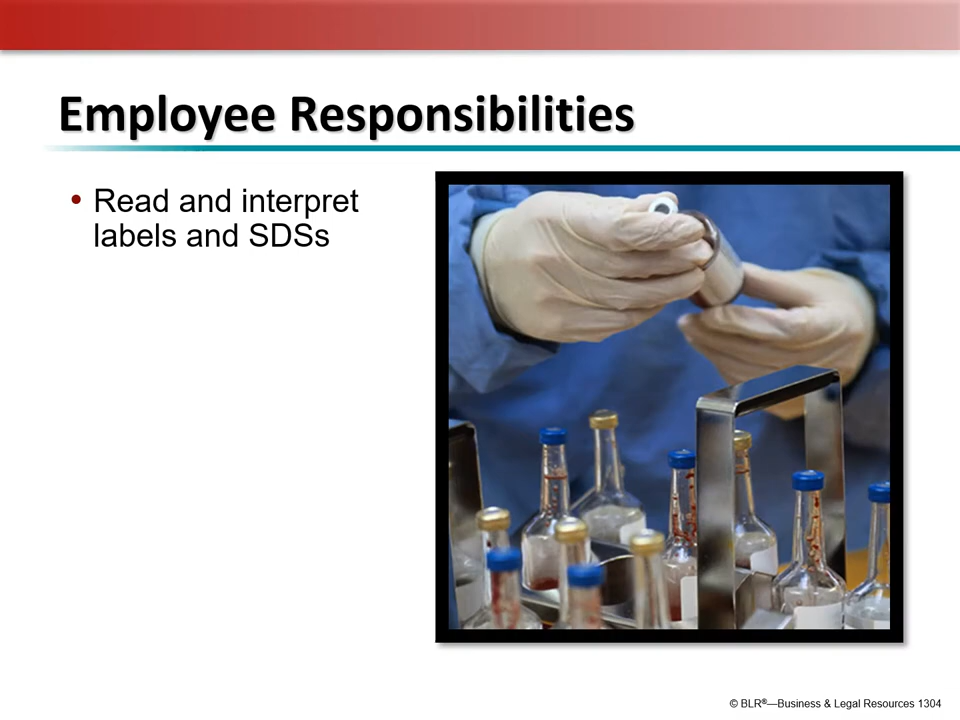 Employee Responsibilities
• Read and interpret
labels and SDSs
© BLR®—Business & Legal Resources 1304